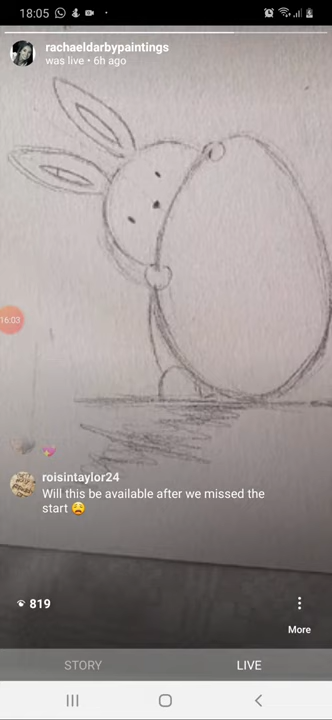 18:05
rachaeldarbypaintings
was live • 6h ago
16:03
roisintaylor24
Will this be available after we missed the
start 😩
819
More
STORY
LIVE